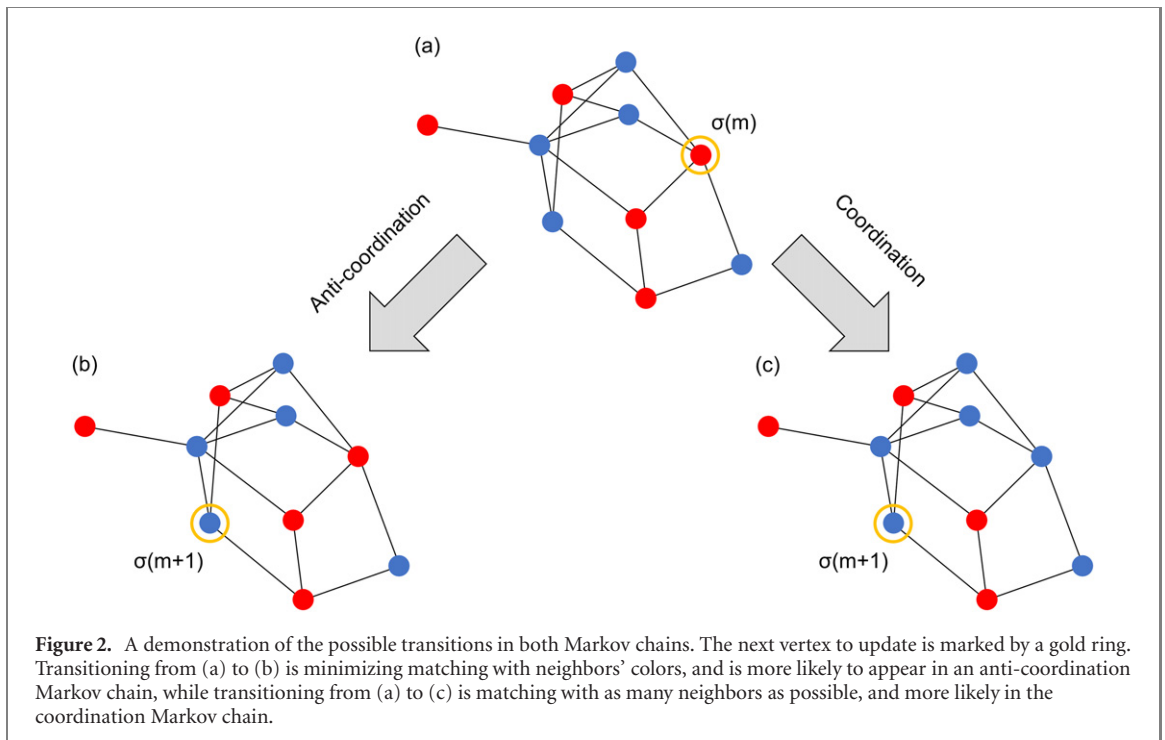 (a)
σ(m)
Anti-coordination
Coordination
(b)
σ(m+1)
(c)
σ(m+1)
Figure 2. A demonstration of the possible transitions in both Markov chains. The next vertex to update is marked by a gold ring.
Transitioning from (a) to (b) is minimizing matching with neighbors' colors, and is more likely to appear in an anti-coordination
Markov chain, while transitioning from (a) to (c) is matching with as many neighbors as possible, and more likely in the
coordination Markov chain.